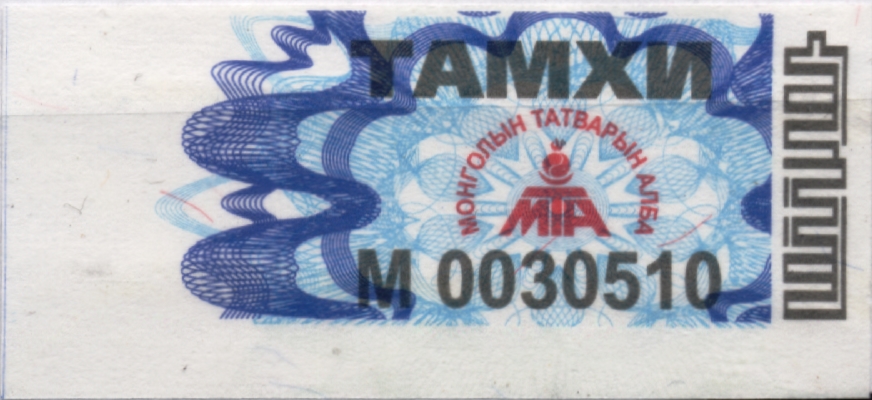 ТАМХИ
МОНГОЛЫН ТАТВАРЫН АЛБА
МТА
М 0030510